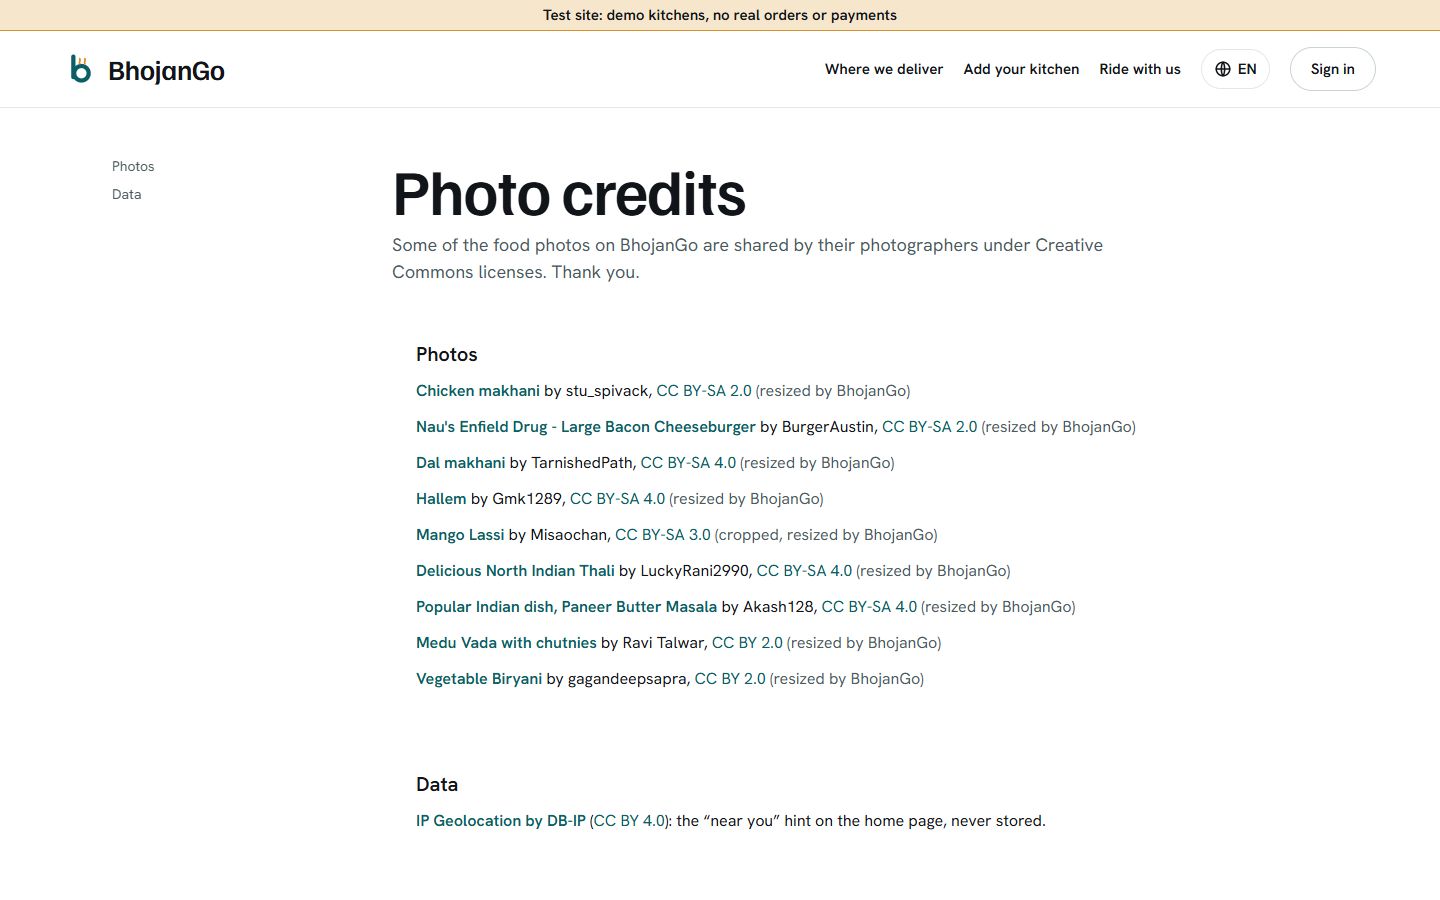 Test site: demo kitchens, no real orders or payments
BhojanGo
Where we deliver
Add your kitchen
Ride with us
EN
Sign in
Photos
Data
Photo credits
Some of the food photos on BhojanGo are shared by their photographers under Creative
Commons licenses. Thank you.
Photos
Chicken makhani by stu_spivack, CC BY-SA 2.0 (resized by BhojanGo)
Nau's Enfield Drug - Large Bacon Cheeseburger by BurgerAustin, CC BY-SA 2.0 (resized by BhojanGo)
Dal makhani by TarnishedPath, CC BY-SA 4.0 (resized by BhojanGo)
Hallem by Gmk1289, CC BY-SA 4.0 (resized by BhojanGo)
Mango Lassi by Misaochan, CC BY-SA 3.0 (cropped, resized by BhojanGo)
Delicious North Indian Thali by LuckyRani2990, CC BY-SA 4.0 (resized by BhojanGo)
Popular Indian dish, Paneer Butter Masala by Akash128, CC BY-SA 4.0 (resized by BhojanGo)
Medu Vada with chutnies by Ravi Talwar, CC BY 2.0 (resized by BhojanGo)
Vegetable Biryani by gagandeepsapra, CC BY 2.0 (resized by BhojanGo)
Data
IP Geolocation by DB-IP (CC BY 4.0): the “near you” hint on the home page, never stored.